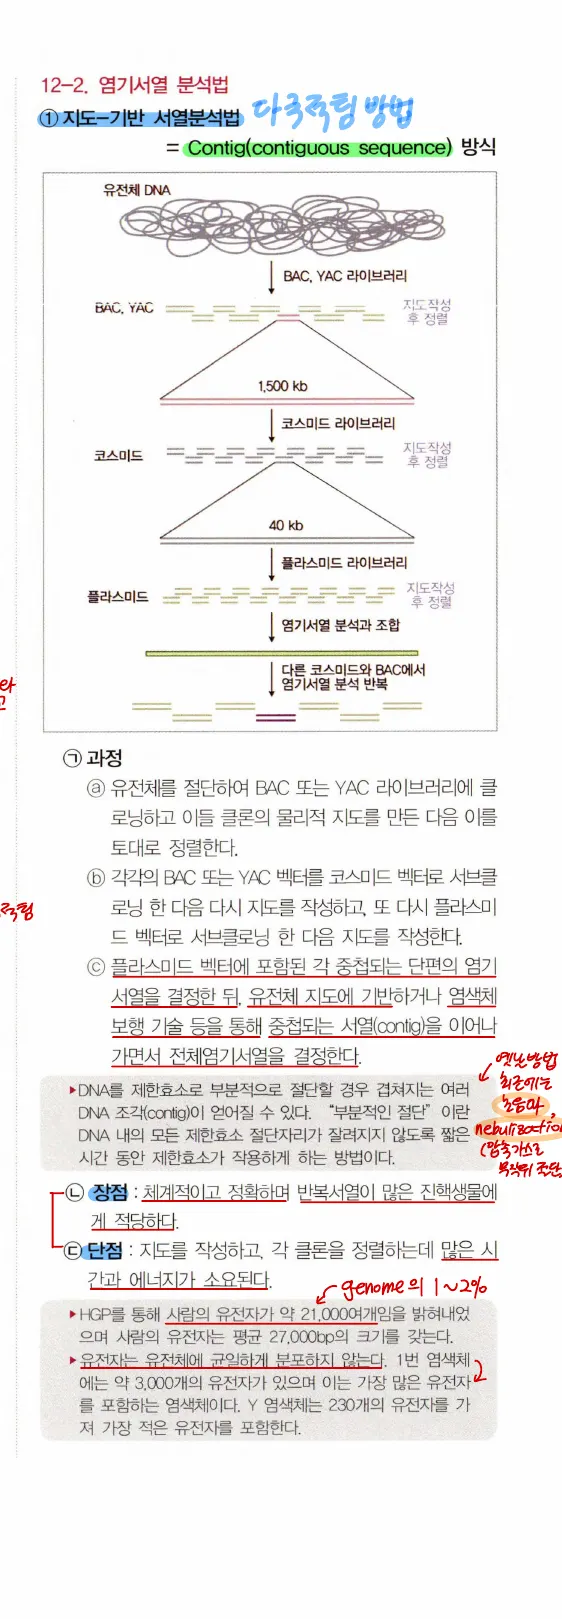 12-2. 염기서열 분석법
① 지도-기반 서열분석법 다국적팀 방법
= Contig(contiguous sequence) 방식
유전체 DNA
BAC, YAC 라이브러리
BAC, YAC
지도작성
후 정렬
1,500 kb
코스미드 라이브러리
코스미드
지도작성
후 정렬
40 kb
플라스미드 라이브러리
플라스미드
지도작성
후 정렬
염기서열 분석과 조합
다른 코스미드와 BAC에서
염기서열 분석 반복
㉠ 과정
ⓐ 유전체를 절단하여 BAC 또는 YAC 라이브러리에 클
로닝하고 이들 클론의 물리적 지도를 만든 다음 이를
토대로 정렬한다.
ⓑ 각각의 BAC 또는 YAC 벡터를 코스미드 벡터로 서브클
로닝 한 다음 다시 지도를 작성하고, 또 다시 플라스미
드 벡터로 서브클로닝 한 다음 지도를 작성한다.
ⓒ 플라스미드 벡터에 포함된 각 중첩되는 단편의 염기
서열을 결정한 뒤, 유전체 지도에 기반하거나 염색체
보행 기술 등을 통해 중첩되는 서열(contig)을 이어나
가면서 전체염기서열을 결정한다.
옛날방법
최근에는
초음파,
nebulization
(압축가스로
▸DNA를 제한효소로 부분적으로 절단할 경우 겹쳐지는 여러
DNA 조각(contig)이 얻어질 수 있다. “부분적인 절단” 이란
DNA 내의 모든 제한효소 절단자리가 잘려지지 않도록 짧은
시간 동안 제한효소가 작용하게 하는 방법이다.
㉡ 장점 : 체계적이고 정확하며 반복서열이 많은 진핵생물에
게 적당하다.
㉢ 단점 : 지도를 작성하고, 각 클론을 정렬하는데 많은 시
간과 에너지가 소요된다.
genome의 1~2%
▸HGP를 통해 사람의 유전자가 약 21,000여개임을 밝혀내었
으며 사람의 유전자는 평균 27,000bp의 크기를 갖는다.
▸유전자는 유전체에 균일하게 분포하지 않는다. 1번 염색체
에는 약 3,000개의 유전자가 있으며 이는 가장 많은 유전자
를 포함하는 염색체이다. Y 염색체는 230개의 유전자를 가
져 가장 적은 유전자를 포함한다.